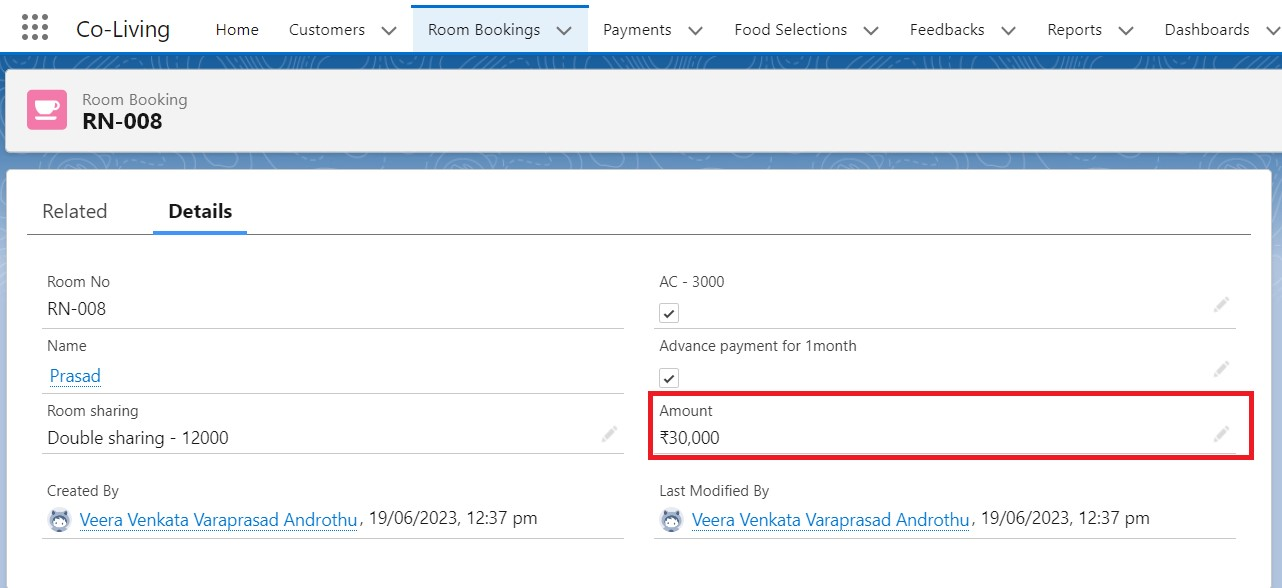 Co-Living Home Customers Room Bookings Payments Food Selections Feedbacks Reports Dashboards
Room Booking
RN-008
Related Details
Room No
RN-008
AC - 3000
Name
Prasad
Advance payment for 1month
Room sharing
Double sharing - 12000
Amount
₹30,000
Created By
Veera Venkata Varaprasad Androthu, 19/06/2023, 12:37 pm
Last Modified By
Veera Venkata Varaprasad Androthu, 19/06/2023, 12:37 pm